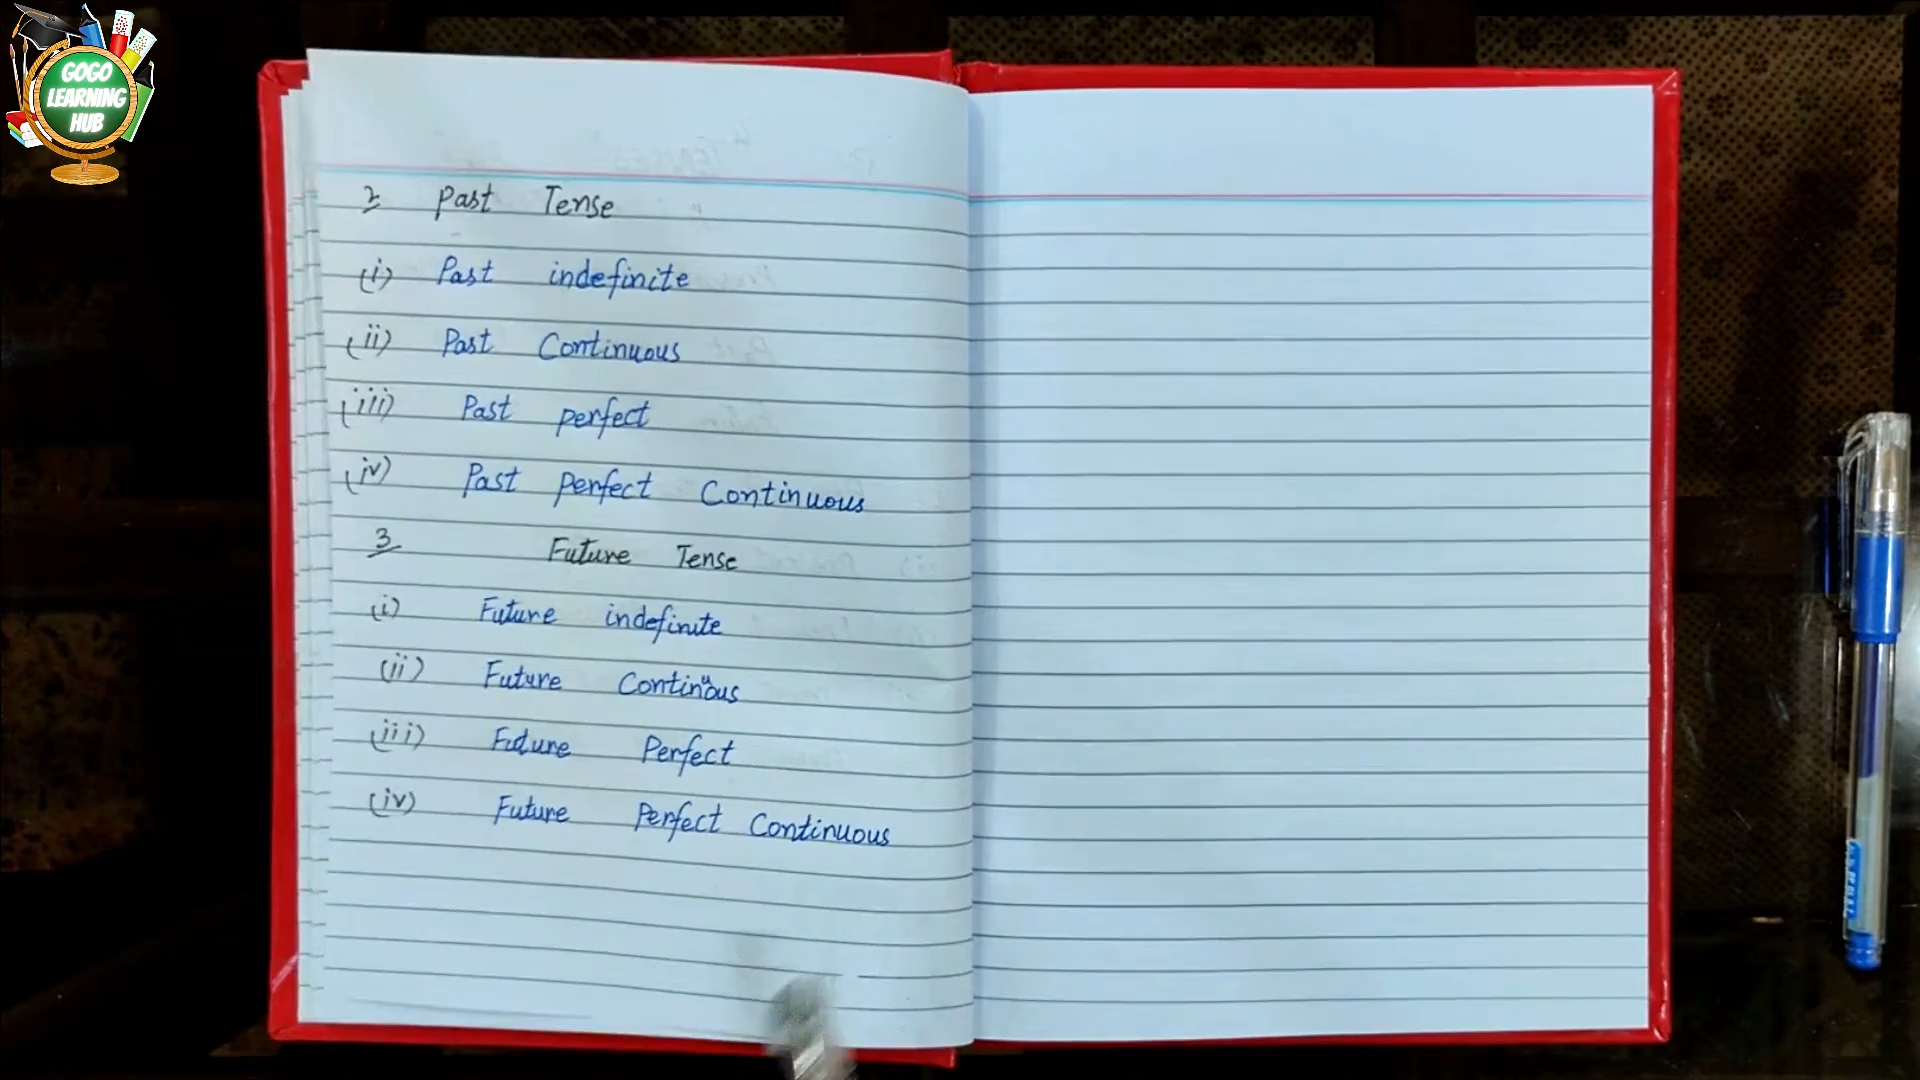 GOGO
LEARNING
HUB
2 Past Tense
(i) Past indefinite
(ii) Past Continuous
(iii) Past perfect
(iv) Past perfect Continuous
3 Future Tense
(i) Future indefinite
(ii) Future Continuous
(iii) Future Perfect
(iv) Future Perfect Continuous